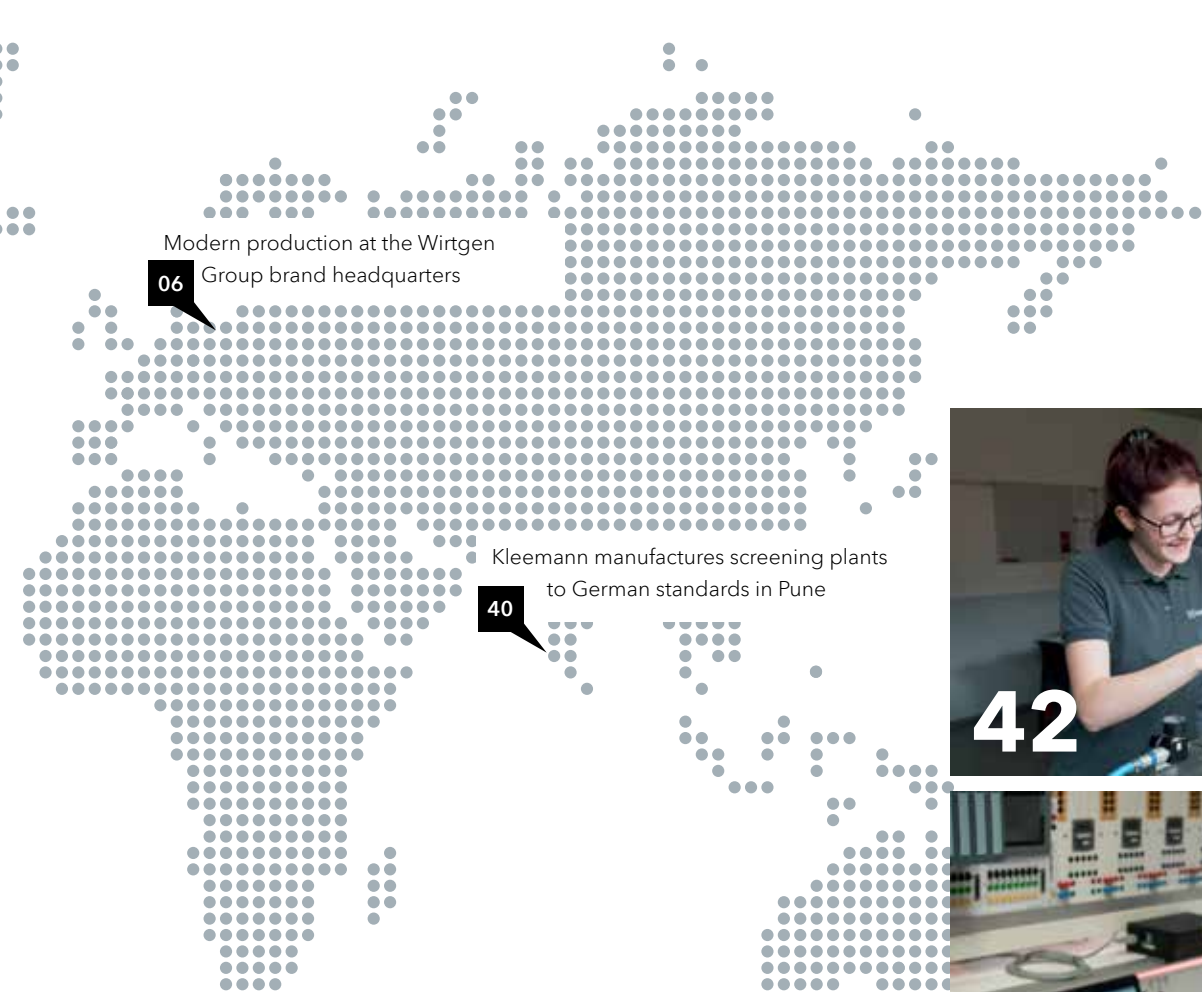 Modern production at the Wirtgen
06 Group brand headquarters
Kleemann manufactures screening plants
to German standards in Pune
40
42